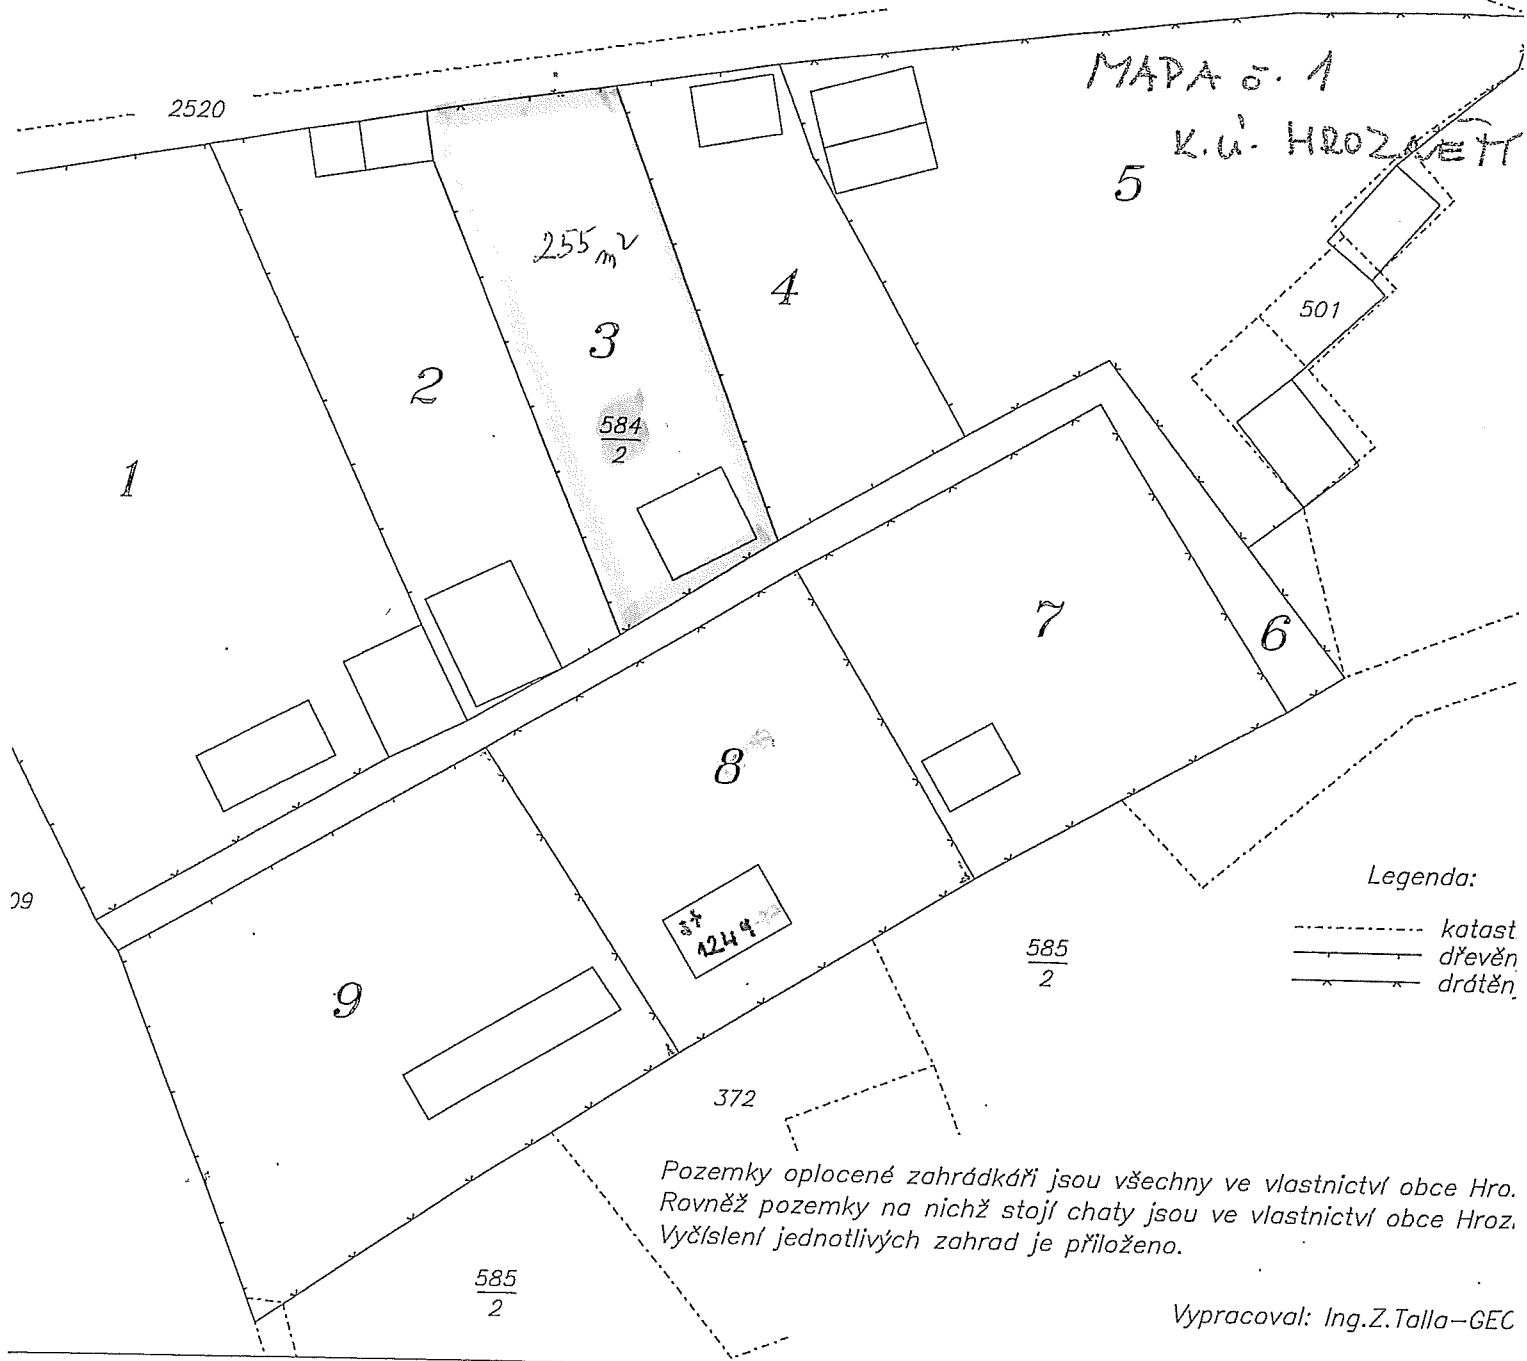 MAPA č. 1
2520
K.Ú. HROZNĚT
5
255 m²
4
501
3
2
584
2
1
7
6
8
Legenda:
09
katast
st
1249
585
2
dřevěn
drátěn
9
372
Pozemky oplocené zahrádkáři jsou všechny ve vlastnictví obce Hro
Rovněž pozemky na nichž stojí chaty jsou ve vlastnictví obce Hroz
Vyčíslení jednotlivých zahrad je přiloženo.
585
2
Vypracoval: Ing.Z.Talla-GEO